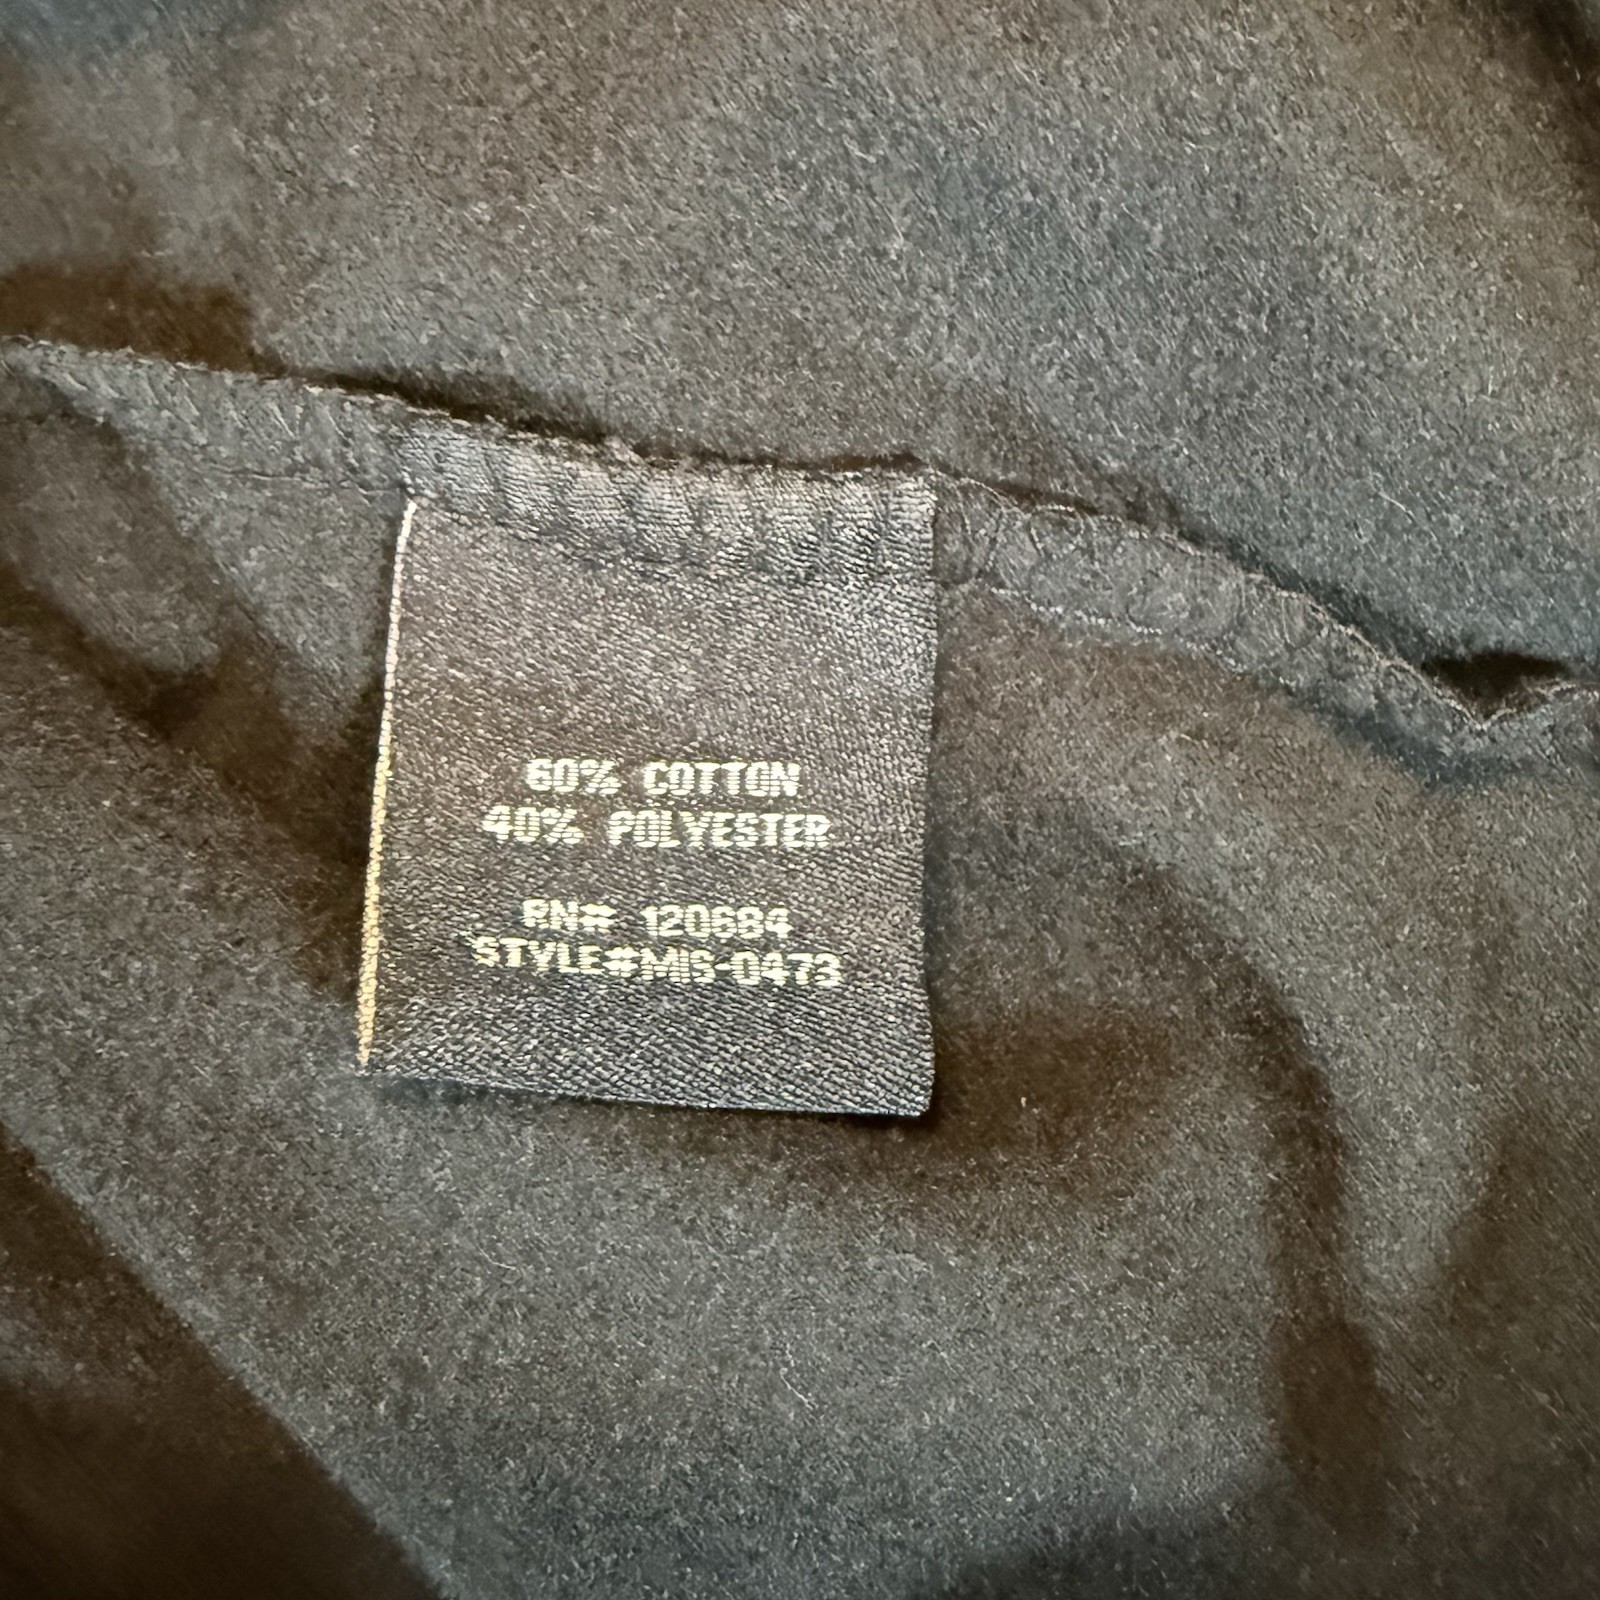 60% COTTON
40% POLYESTER
RN# 120684
STYLE#MIS-0473